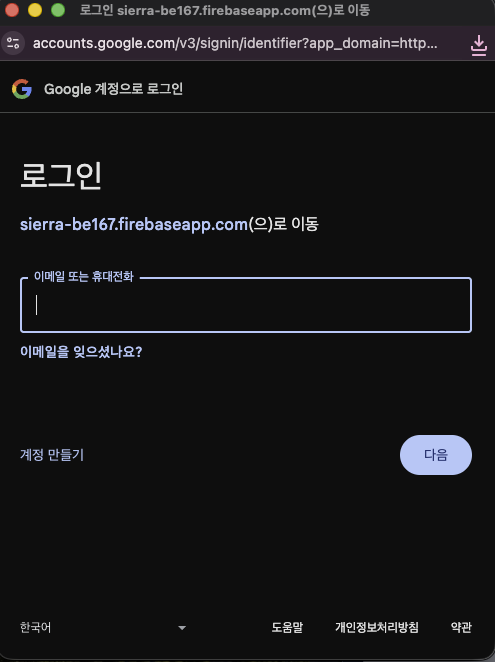 로그인 sierra-be167.firebaseapp.com(으)로 이동
accounts.google.com/v3/signin/identifier?app_domain=http...
Google 계정으로 로그인
로그인
sierra-be167.firebaseapp.com(으)로 이동
이메일 또는 휴대전화
이메일을 잊으셨나요?
계정 만들기
다음
한국어 도움말 개인정보처리방침 약관